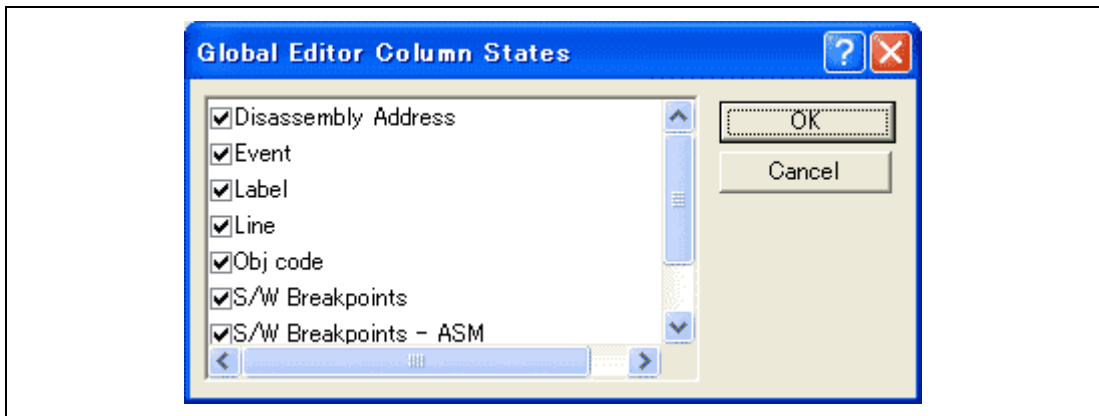 Global Editor Column States
Disassembly Address
Event
Label
Line
Obj code
S/W Breakpoints
S/W Breakpoints - ASM
OK
Cancel